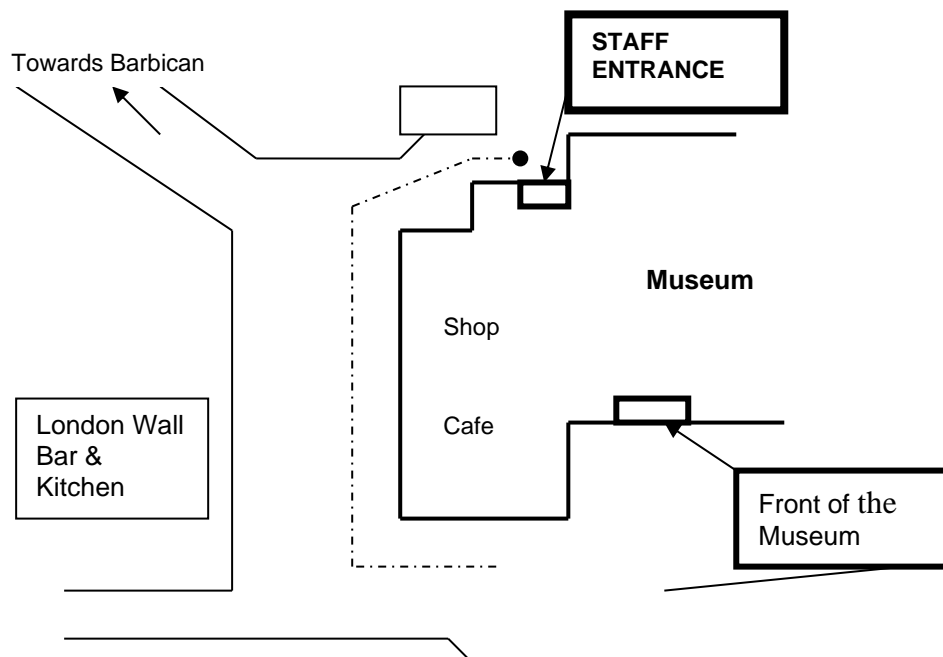 STAFF
ENTRANCE
Towards Barbican
Museum
Shop
Cafe
London Wall
Bar &
Kitchen
Front of the
Museum